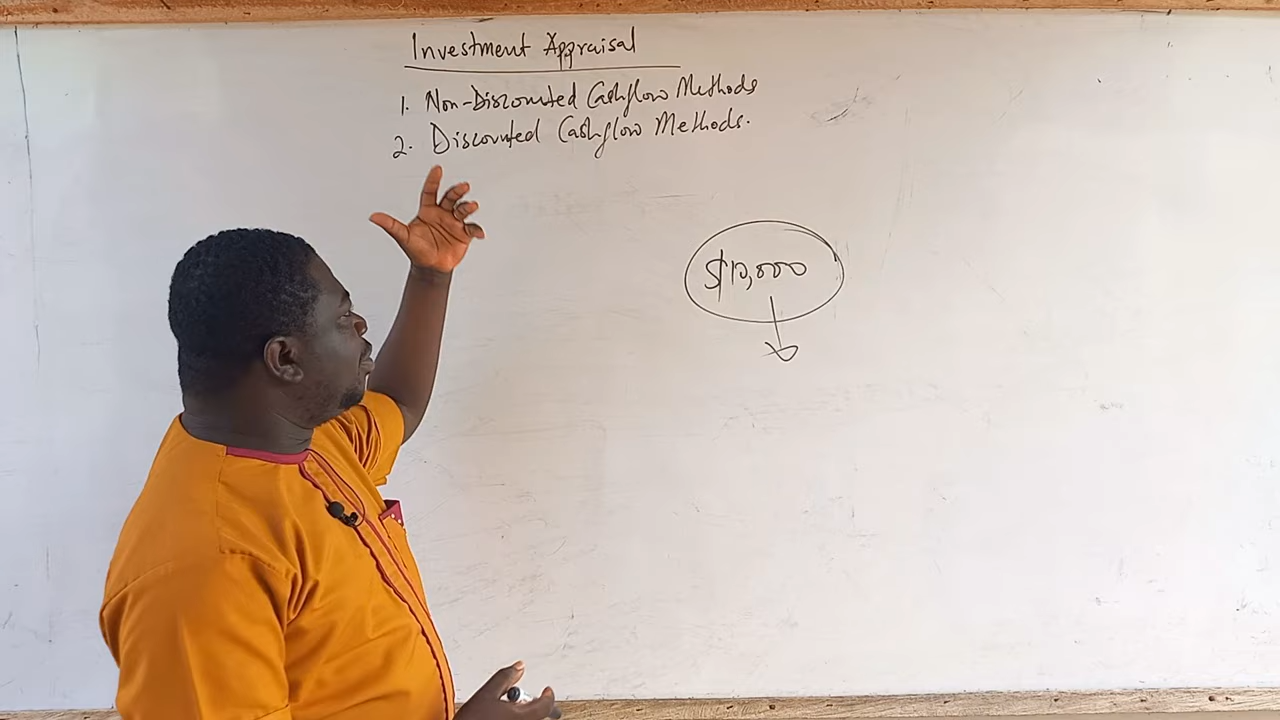 Investment Appraisal
1. Non-Discounted Cashflow Methods
2. Discounted Cashflow Methods.
$10,000